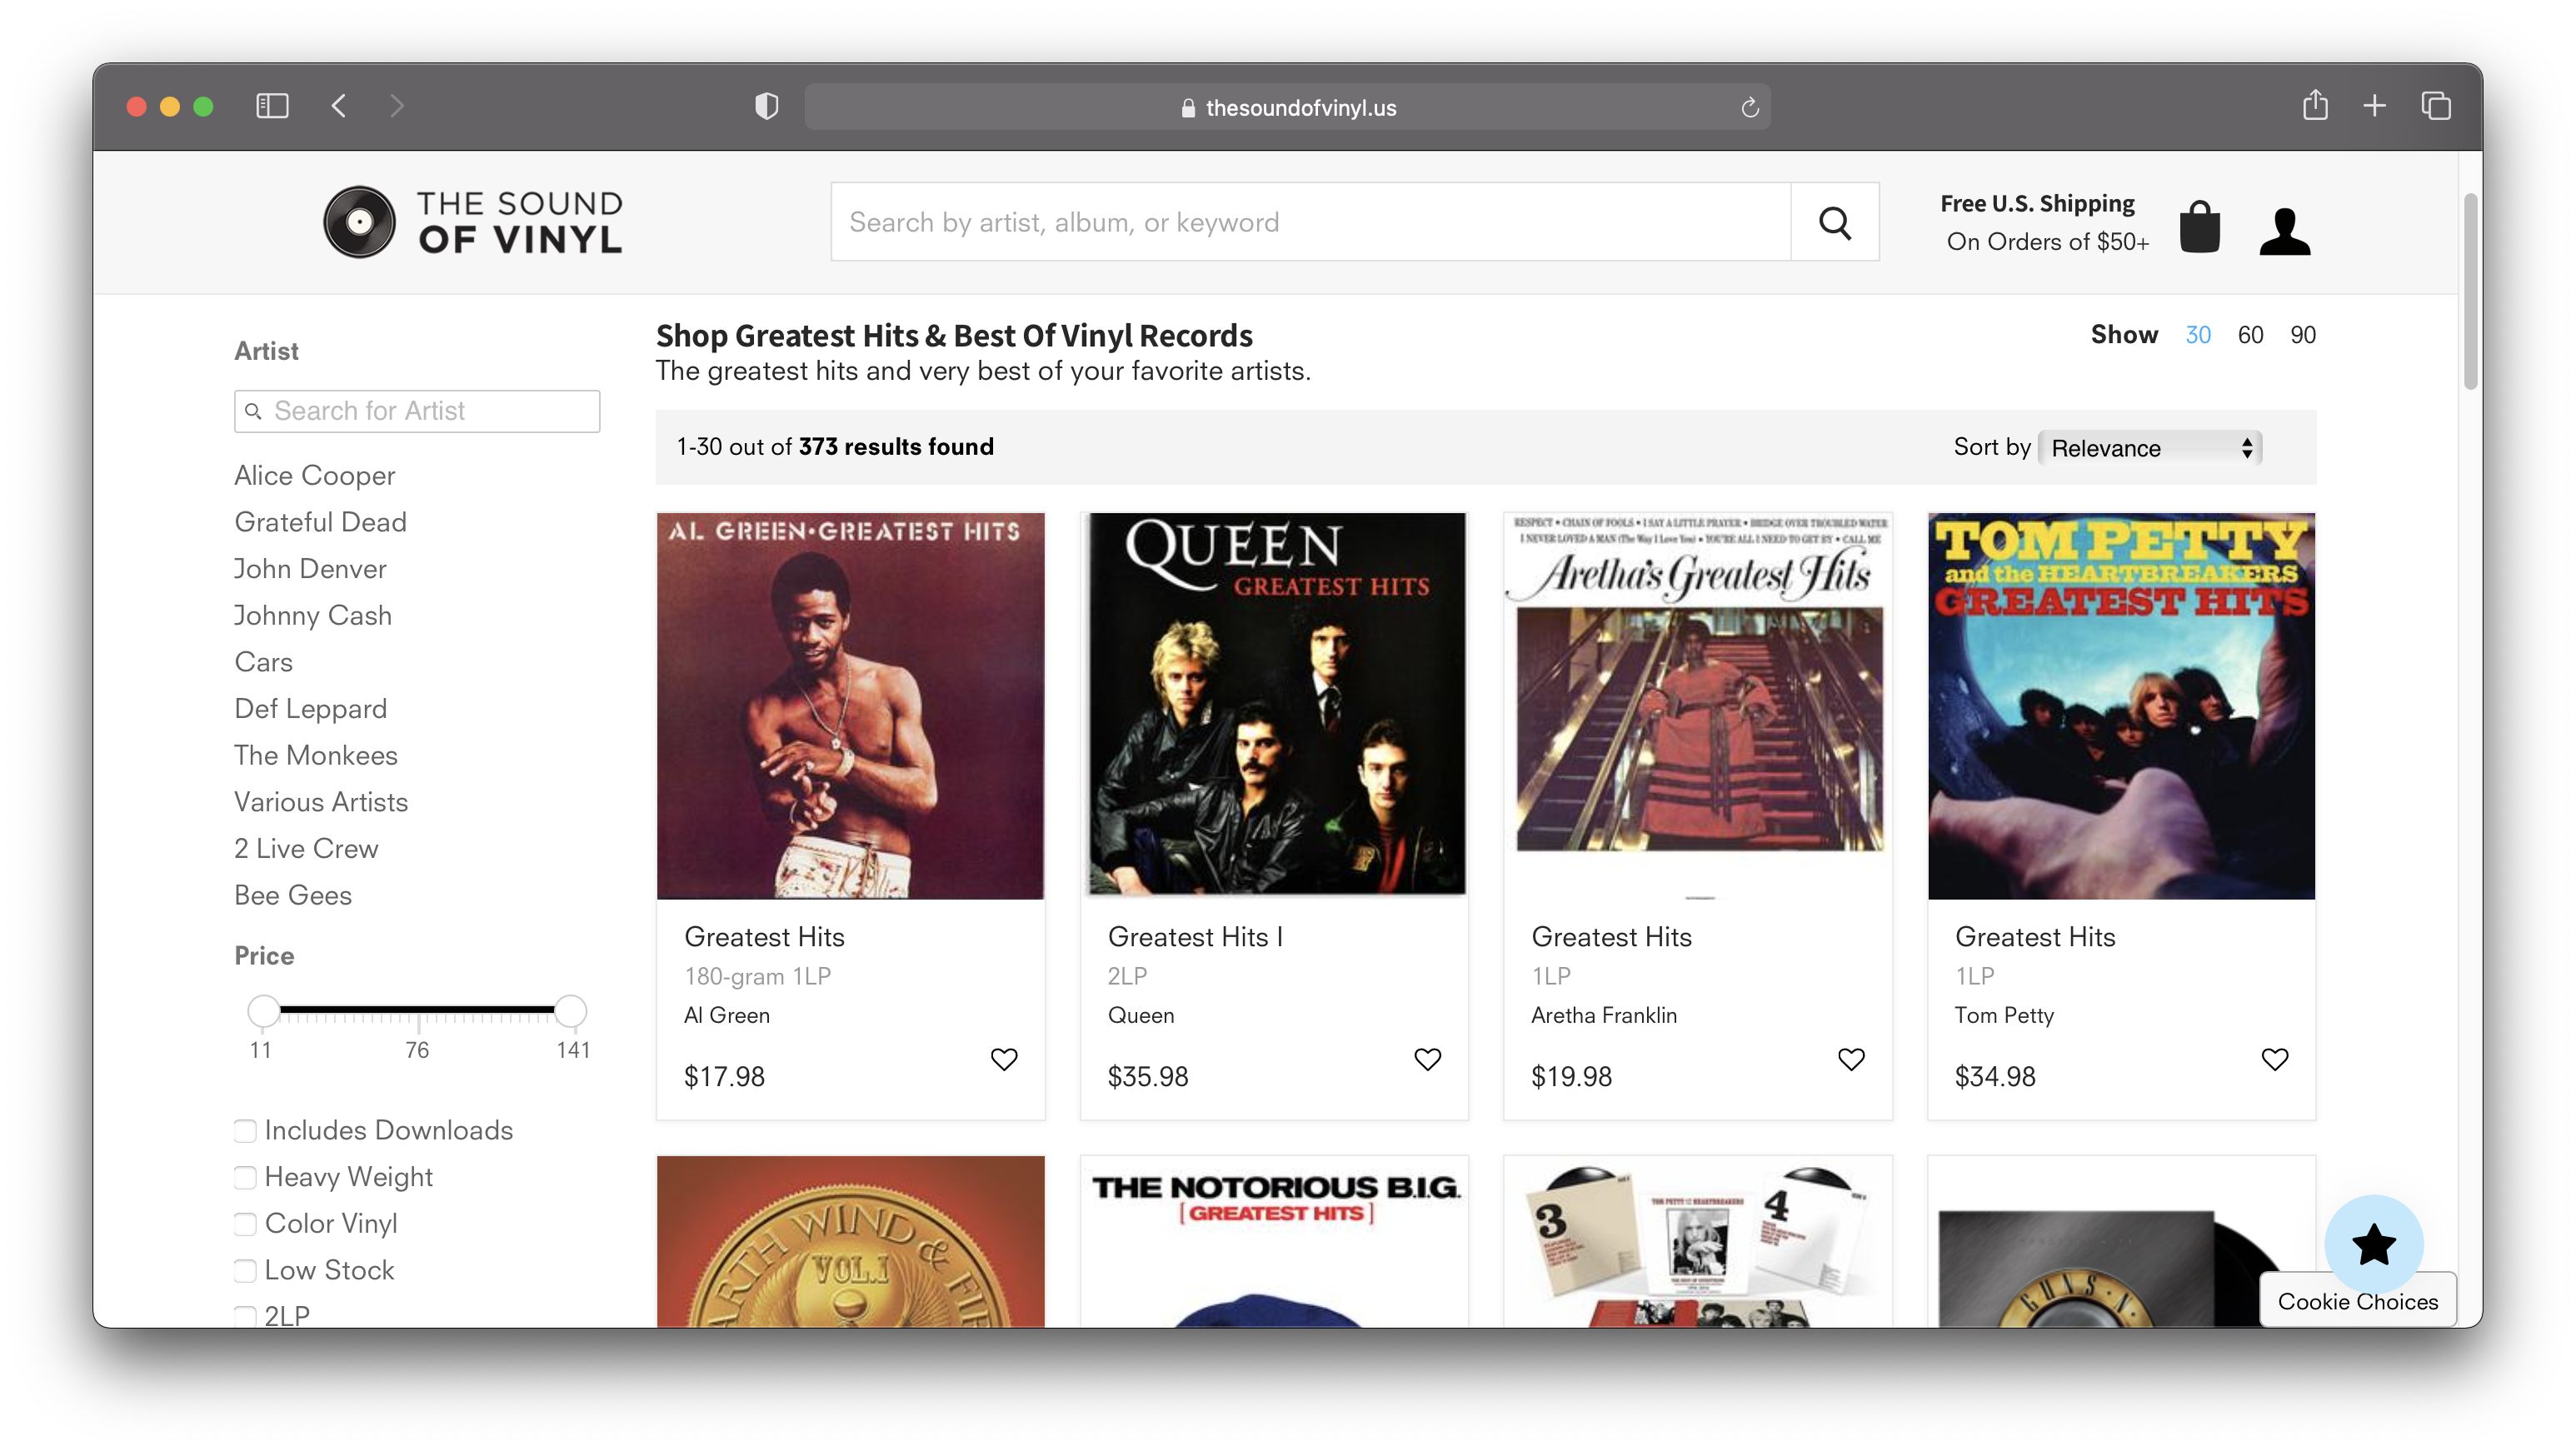 thesoundofvinyl.us
THE SOUND
OF VINYL
Search by artist, album, or keyword
Free U.S. Shipping
On Orders of $50+
Artist
Search for Artist
Alice Cooper
Grateful Dead
John Denver
Johnny Cash
Cars
Def Leppard
The Monkees
Various Artists
2 Live Crew
Bee Gees
Price
11 76 141
Includes Downloads
Heavy Weight
Color Vinyl
Low Stock
2LP
Shop Greatest Hits & Best Of Vinyl Records
The greatest hits and very best of your favorite artists.
Show 30 60 90
1-30 out of 373 results found
Sort by Relevance
AL GREEN•GREATEST HITS
Greatest Hits
180-gram 1LP
Al Green
$17.98
QUEEN
GREATEST HITS
Greatest Hits I
2LP
Queen
$35.98
RESPECT • CHAIN OF FOOLS • I SAY A LITTLE PRAYER • BRIDGE OVER TROUBLED WATER
I NEVER LOVED A MAN (The Way I Love You) • YOU'RE ALL I NEED TO GET BY • CALL ME
Aretha's Greatest Hits
Greatest Hits
1LP
Aretha Franklin
$19.98
TOM PETTY
and the HEARTBREAKERS
GREATEST HITS
Greatest Hits
1LP
Tom Petty
$34.98
ARTH WIND & FI
VOL.I
THE NOTORIOUS B.I.G.
[GREATEST HITS]
3
TOM PETTY AND THE HEARTBREAKERS
4
GUNS N'
Cookie Choices